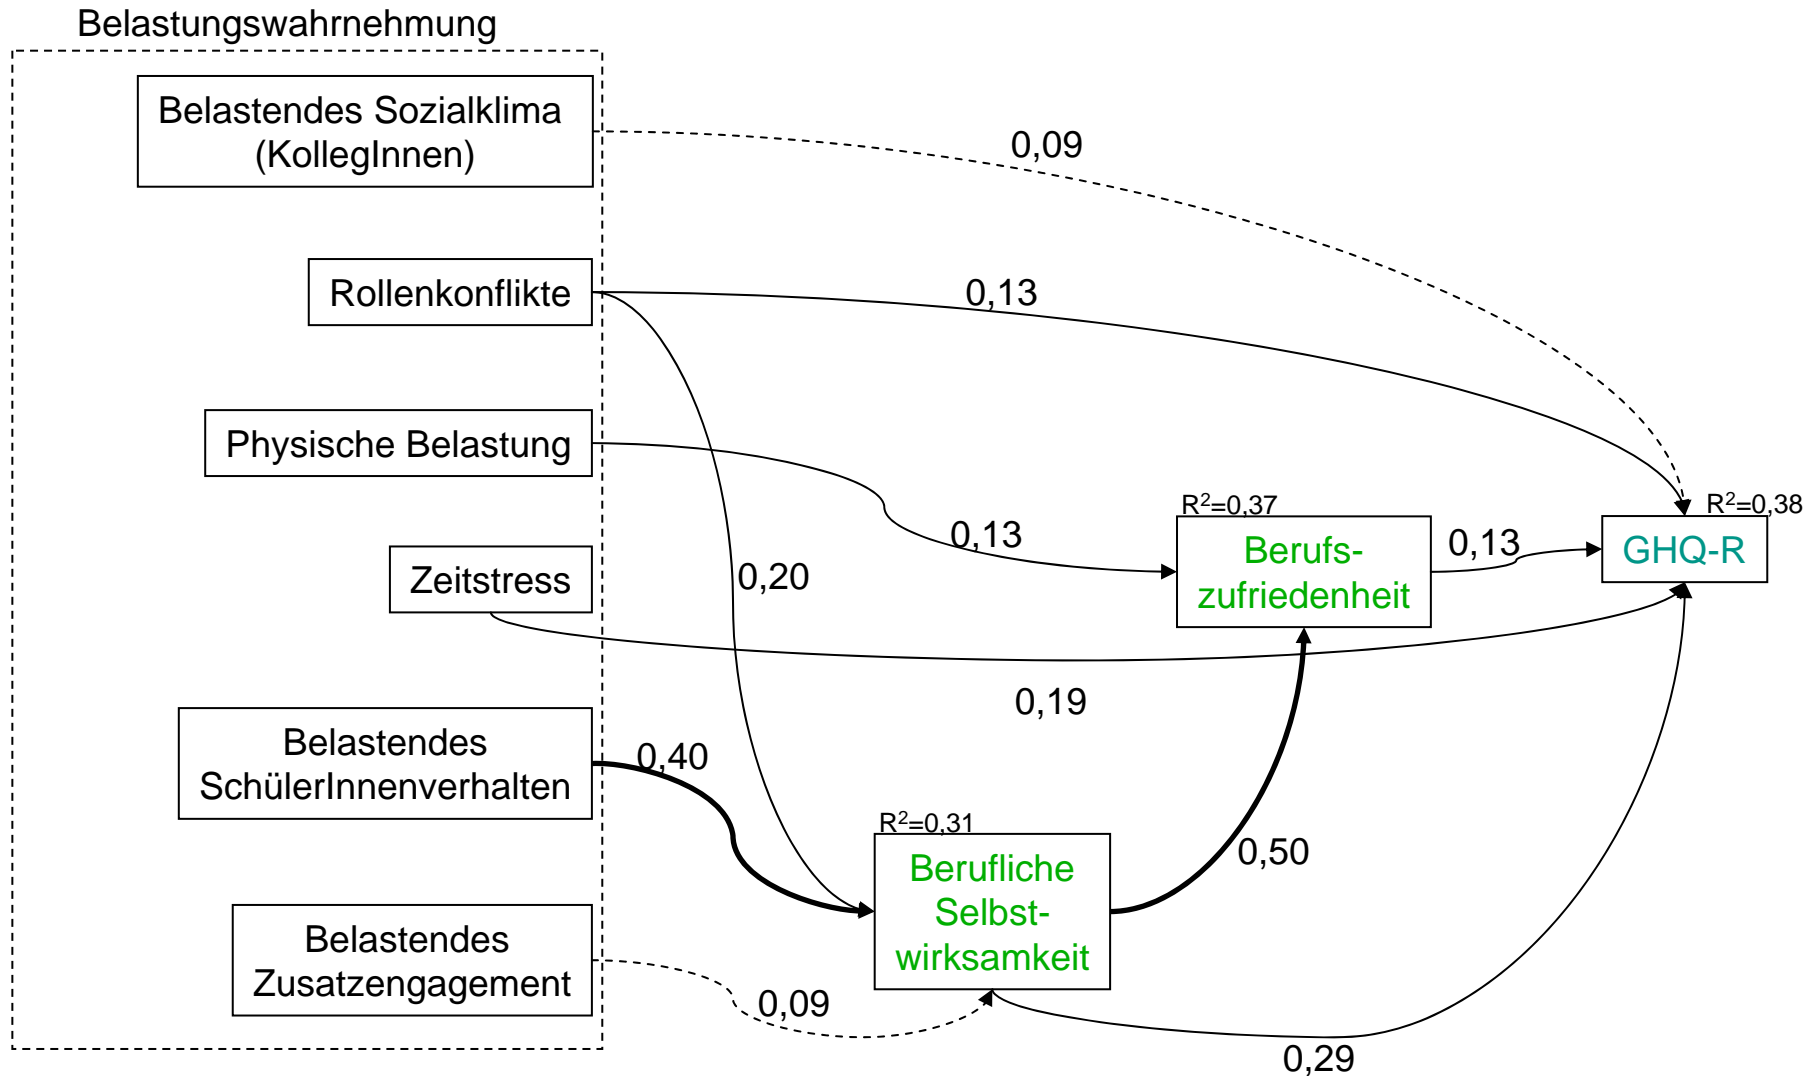 Belastungswahrnehmung
Belastendes Sozialklima
(KollegInnen)
0,09
Rollenkonflikte
0,13
Physische Belastung
0,13
R²=0,37
Berufs-
zufriedenheit
0,13
R²=0,38
GHQ-R
Zeitstress
0,20
0,19
Belastendes
SchülerInnenverhalten
0,40
R²=0,31
Berufliche
Selbst-
wirksamkeit
0,50
Belastendes
Zusatzengagement
0,09
0,29